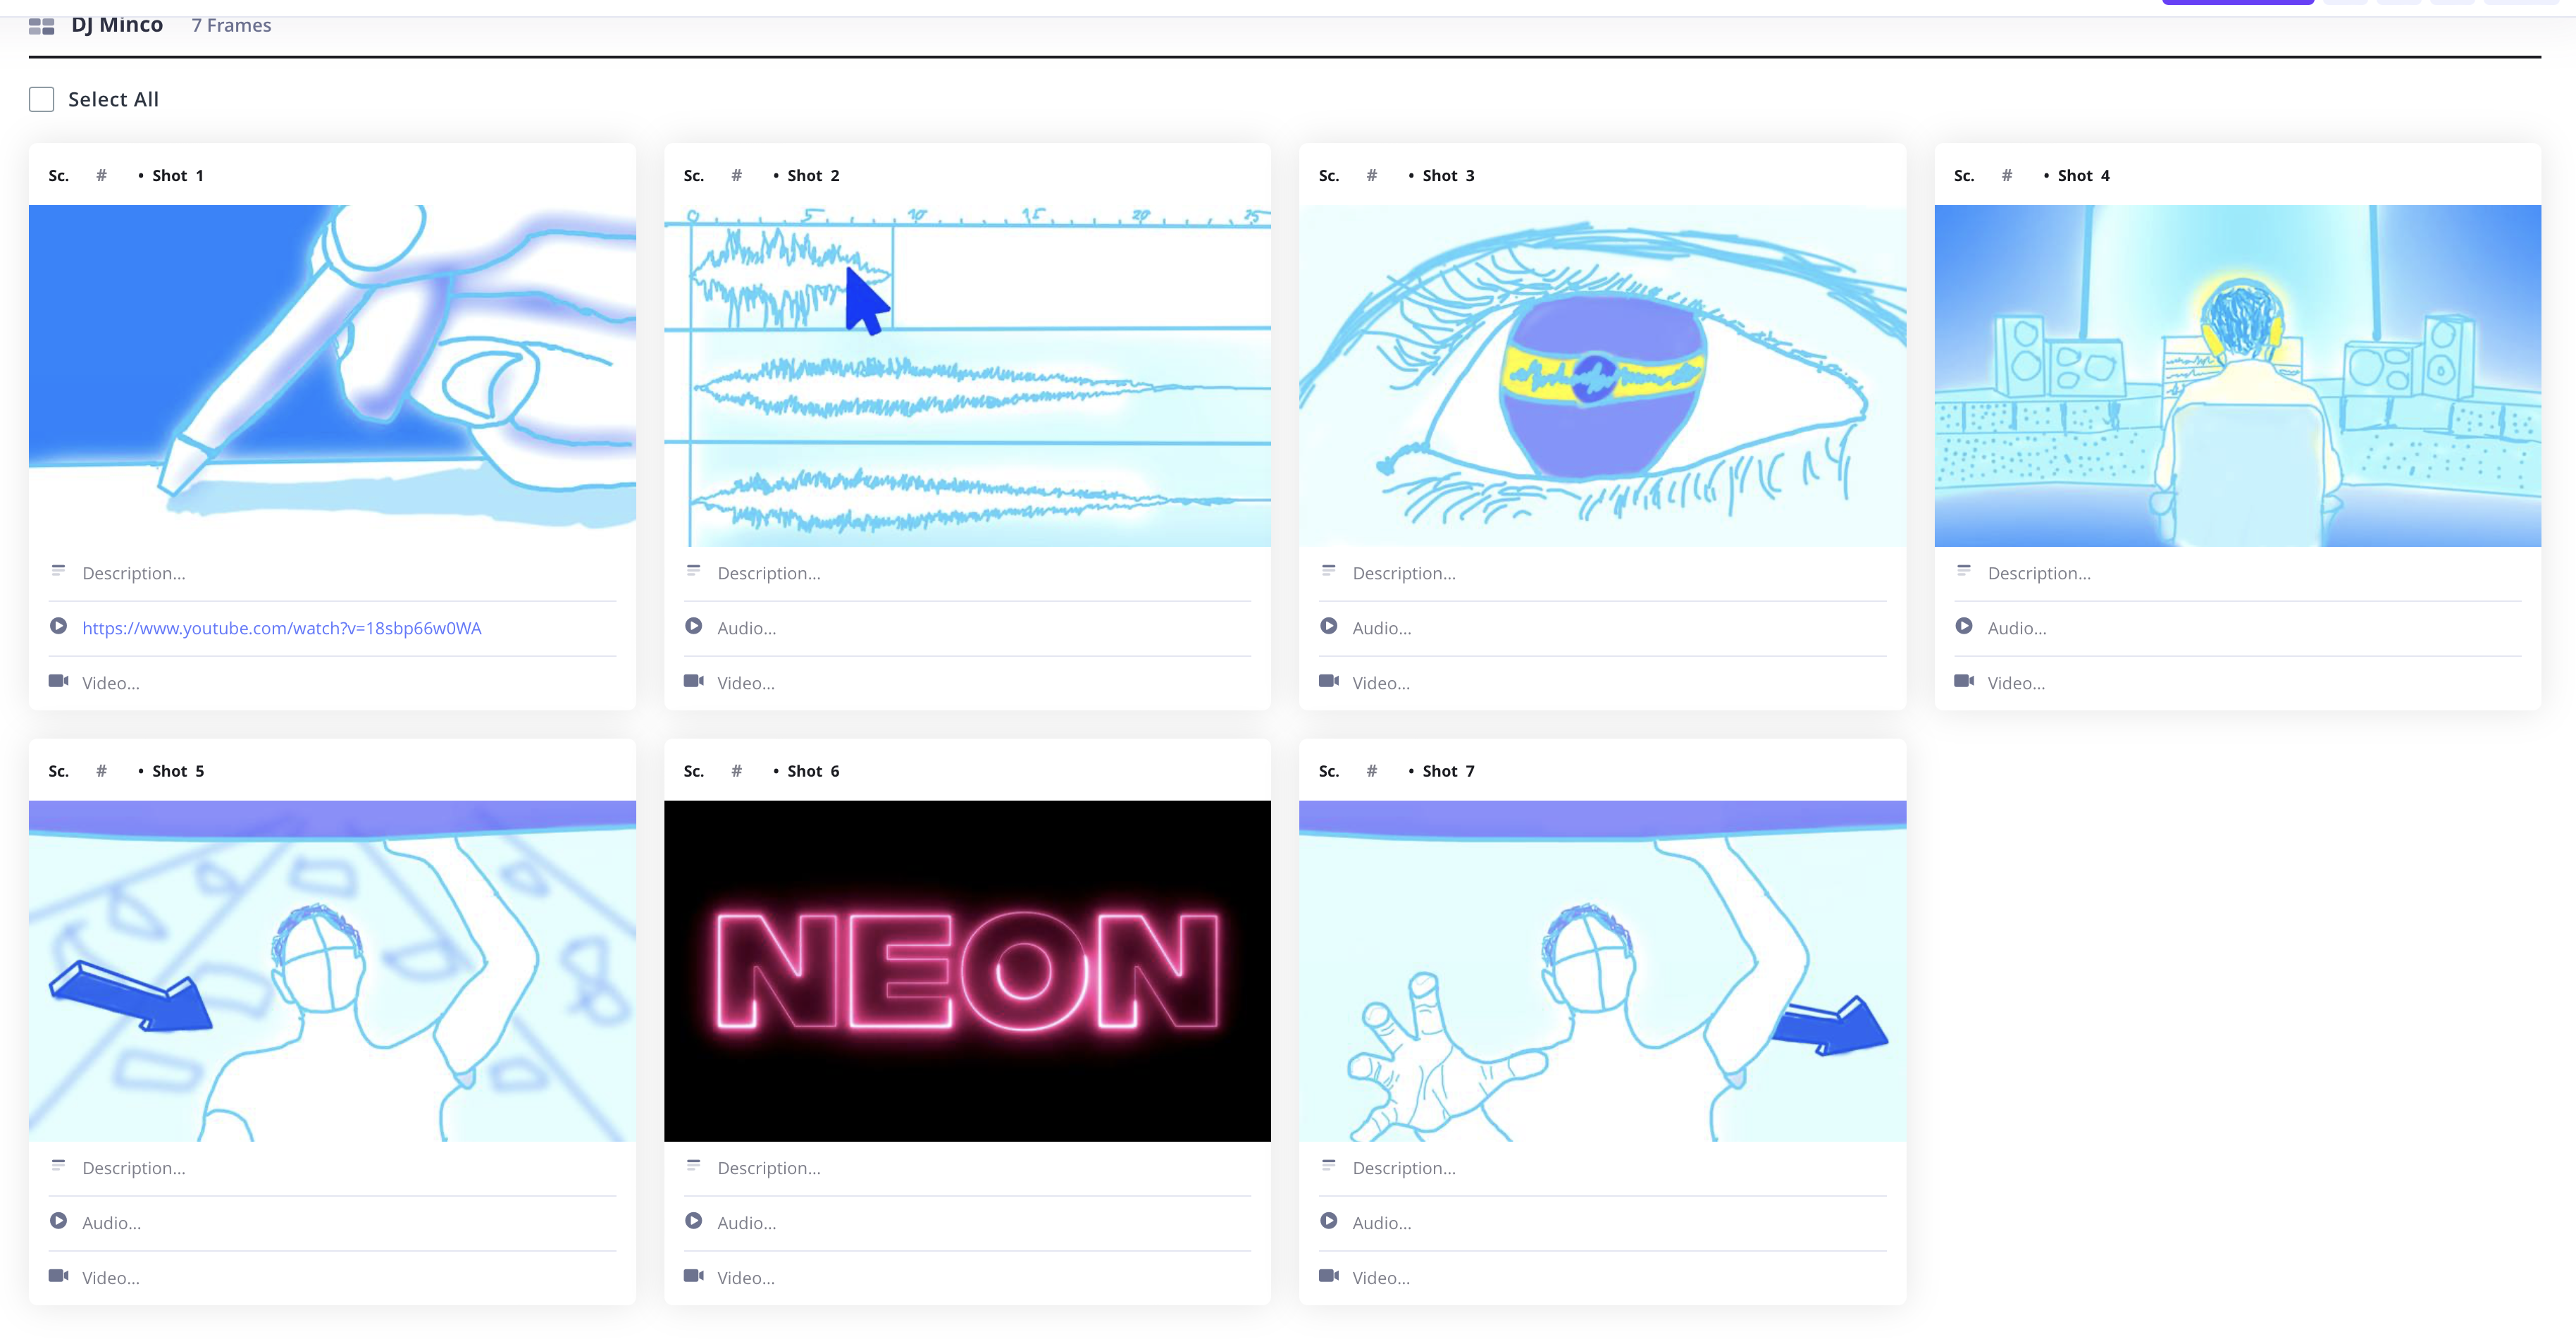 DJ Minco 7 Frames
Select All
Sc. # • Shot 1
Sc. # • Shot 2
Sc. # • Shot 3
Sc. # • Shot 4
0 5 10 15 20 25
Description...
Description...
Description...
Description...
https://www.youtube.com/watch?v=18sbp66w0WA
Audio...
Audio...
Audio...
Video...
Video...
Video...
Video...
Sc. # • Shot 5
Sc. # • Shot 6
Sc. # • Shot 7
NEON
Description...
Description...
Description...
Audio...
Audio...
Audio...
Video...
Video...
Video...